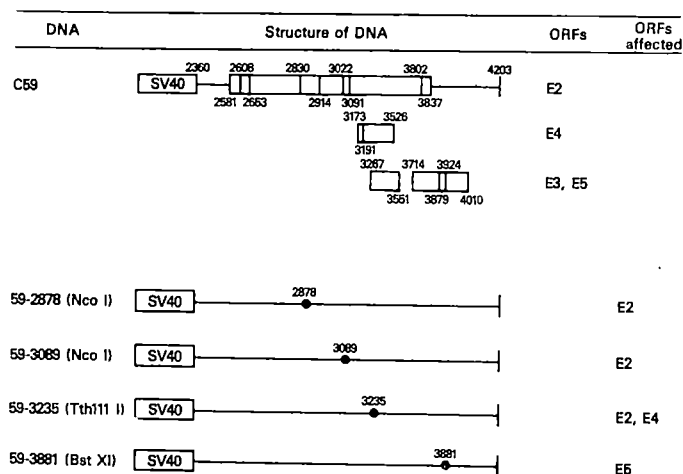 DNA Structure of DNA ORFs ORFs affected
2360 2608 2830 3022 3802 4203
C59 SV40 E2
2581 2663 2914 3091 3837
3173 3526
E4
3191
3267 3714 3924
E3, E5
3551 3879 4010
59-2878 (Nco I) SV40 2878 E2
59-3089 (Nco I) SV40 3089 E2
59-3235 (Tth111 I) SV40 3235 E2, E4
59-3881 (Bst XI) SV40 3881 E5